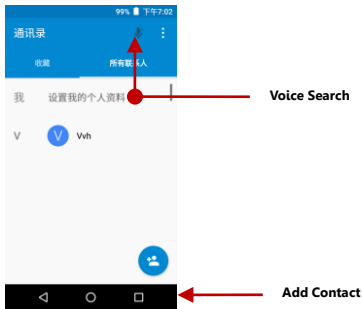 99% 下午7:02
通讯录
收藏 所有联系人
我 设置我的个人资料
Voice Search
V V Vvh
Add Contact